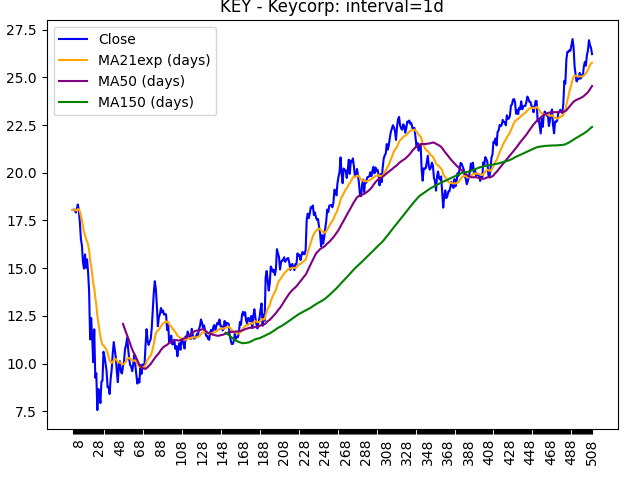 KEY - Keycorp: interval=1d
Close
MA21exp (days)
MA50 (days)
MA150 (days)
27.5
25.0
22.5
20.0
17.5
15.0
12.5
10.0
7.5
8 28 48 68 88 108 128 148 168 188 208 228 248 268 288 308 328 348 368 388 408 428 448 468 488 508